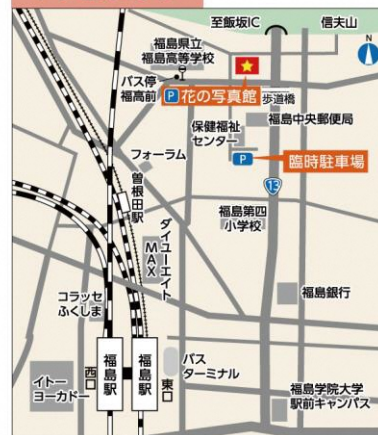 至飯坂IC
信夫山
N
福島県立
福島高等学校
バス停
福高前
P
花の写真館
歩道橋
福島中央郵便局
保健福祉
センター
P
臨時駐車場
フォーラム
曽根田駅
13
福島第四
小学校
ダイユーエイト
MAX
コラッセ
ふくしま
福島銀行
西口
福島駅
福島駅
東口
バス
ターミナル
イトー
ヨーカドー
福島学院大学
駅前キャンパス